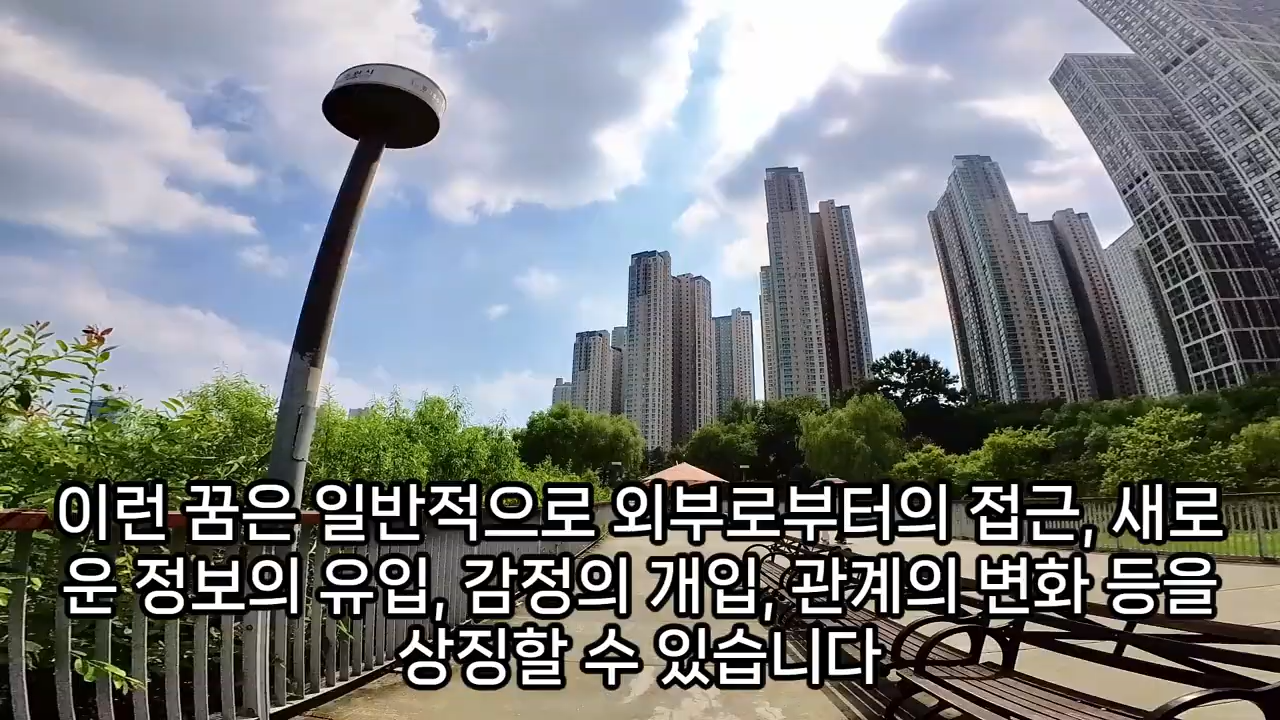 이런 꿈은 일반적으로 외부로부터의 접근, 새로
운 정보의 유입, 감정의 개입, 관계의 변화 등을
상징할 수 있습니다